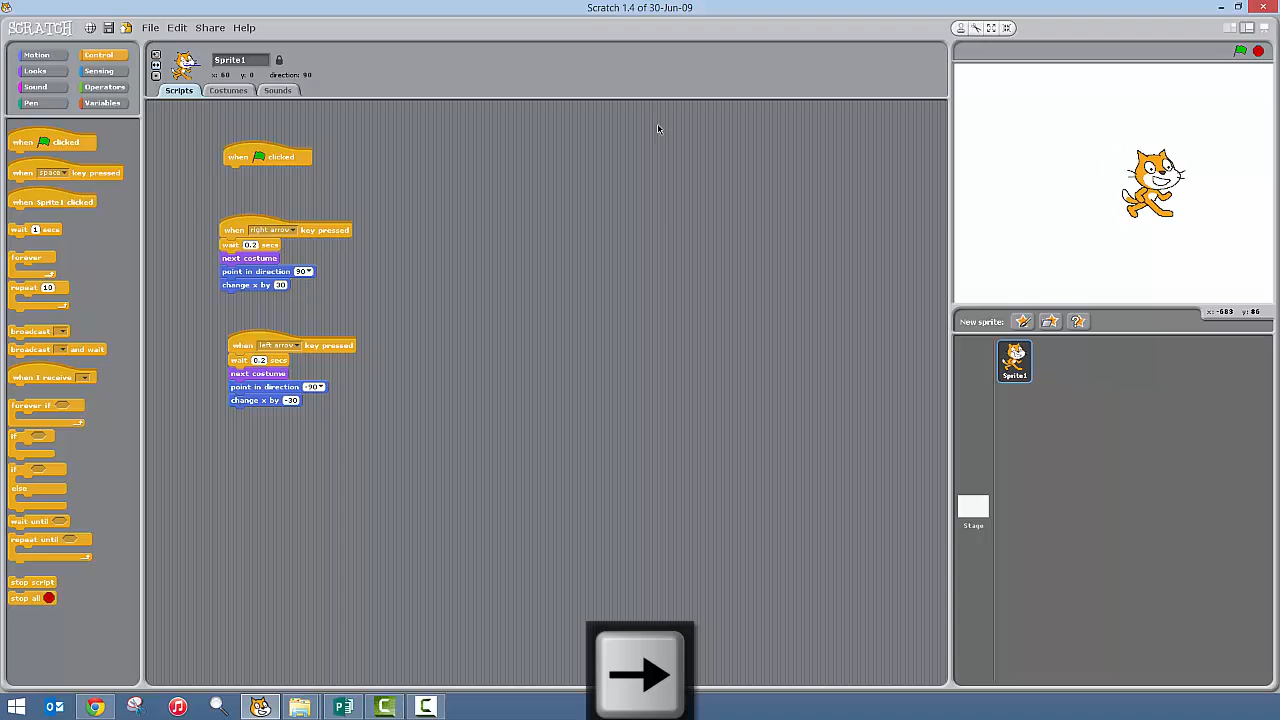 Scratch 1.4 of 30-Jun-09
SCRATCH File Edit Share Help
Motion Control
Looks Sensing
Sound Operators
Pen Variables
Sprite1
x: 60 y: 0 direction: 90
Scripts Costumes Sounds
when clicked
when space key pressed
when Sprite1 clicked
wait 1 secs
forever
repeat 10
broadcast
broadcast and wait
when I receive
forever if
if
if
else
wait until
repeat until
stop script
stop all
when clicked
when right arrow key pressed
wait 0.2 secs
next costume
point in direction 90
change x by 30
when left arrow key pressed
wait 0.2 secs
next costume
point in direction -90
change x by -30
x: -683 y: 86
New sprite:
Sprite1
Stage